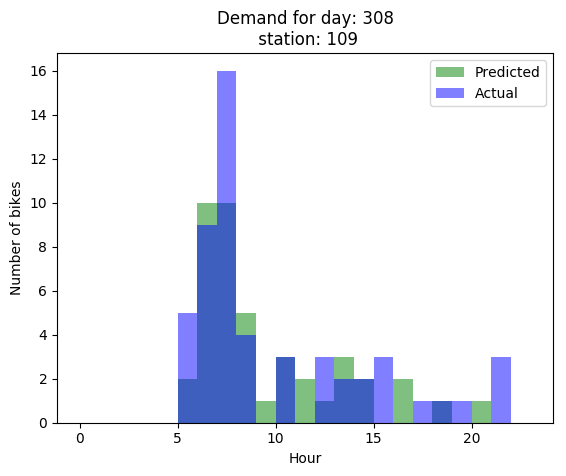 Demand for day: 308
station: 109
Predicted
Actual
Number of bikes
16
14
12
10
8
6
4
2
0
0 5 10 15 20
Hour